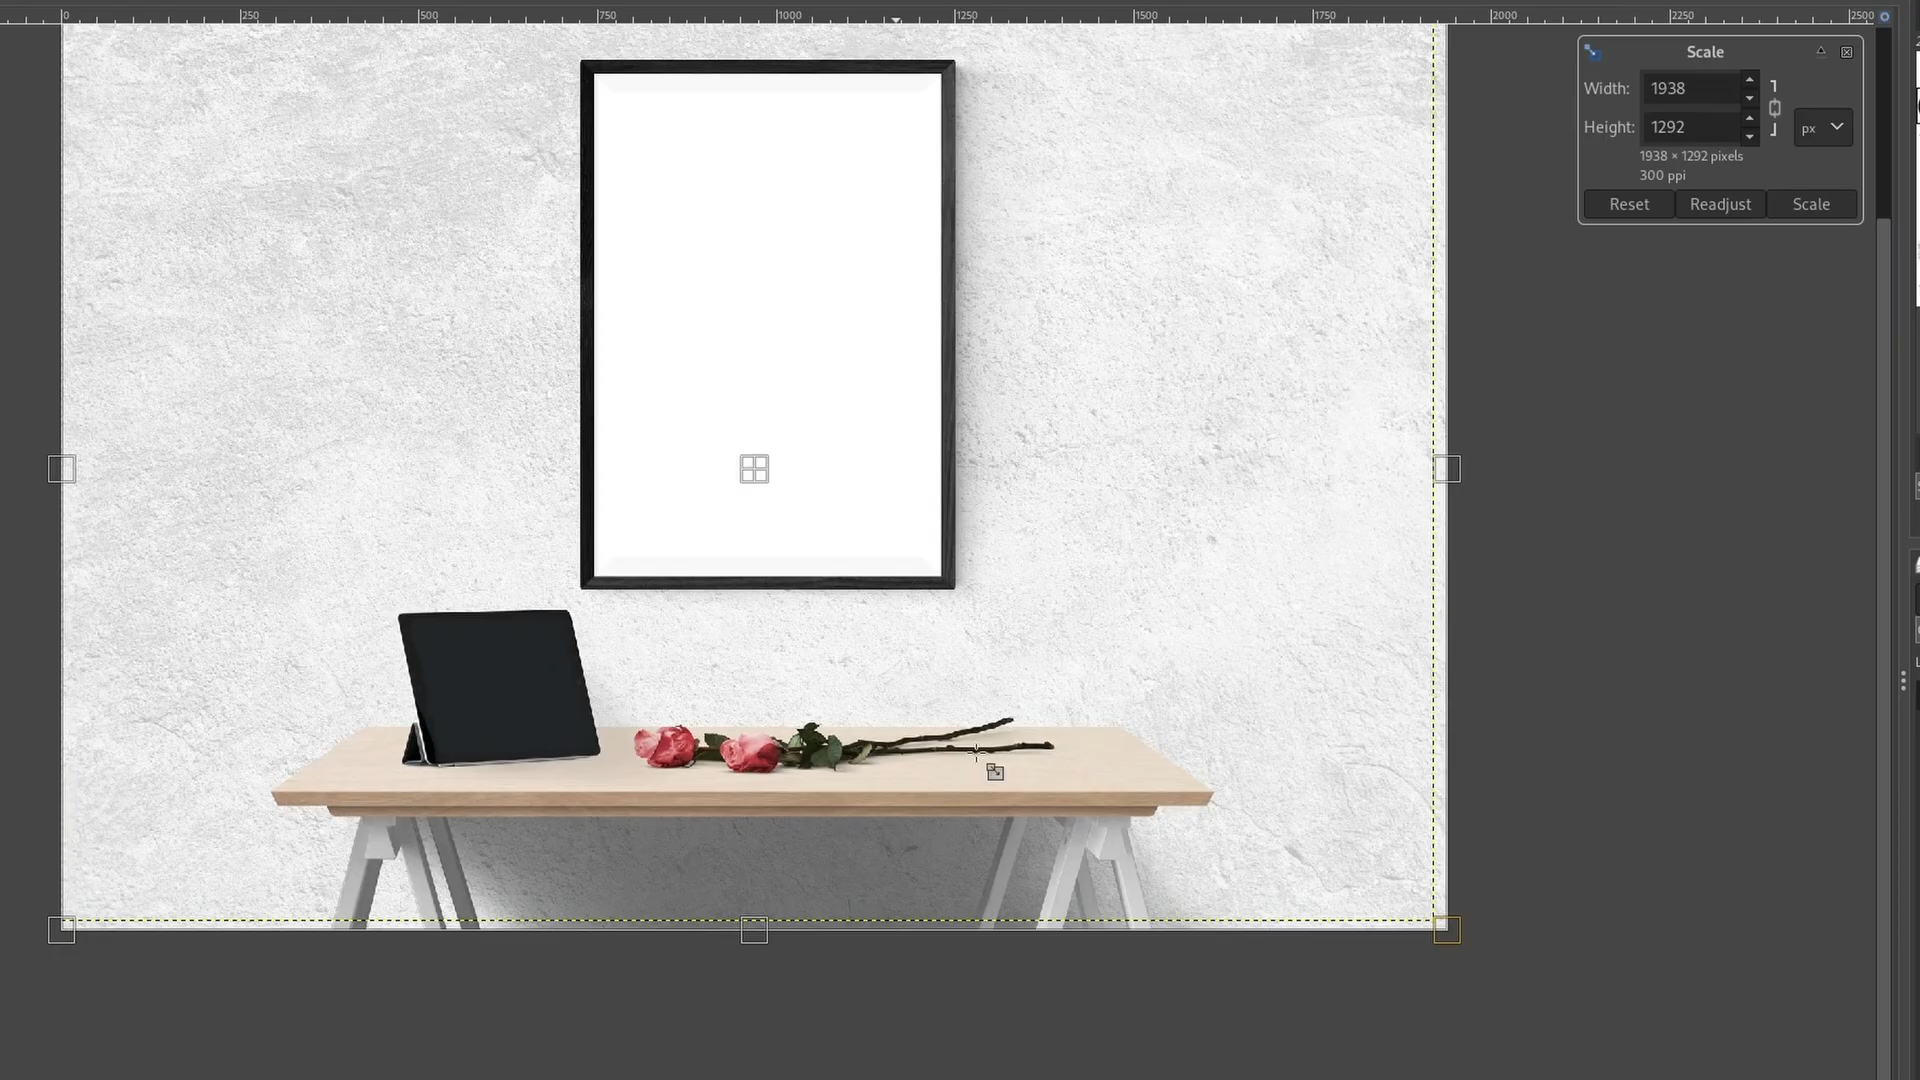 0 250 500 750 1000 1250 1500 1750 2000 2250 2500
Scale
Width: 1938
Height: 1292 px
1938 × 1292 pixels
300 ppi
Reset Readjust Scale